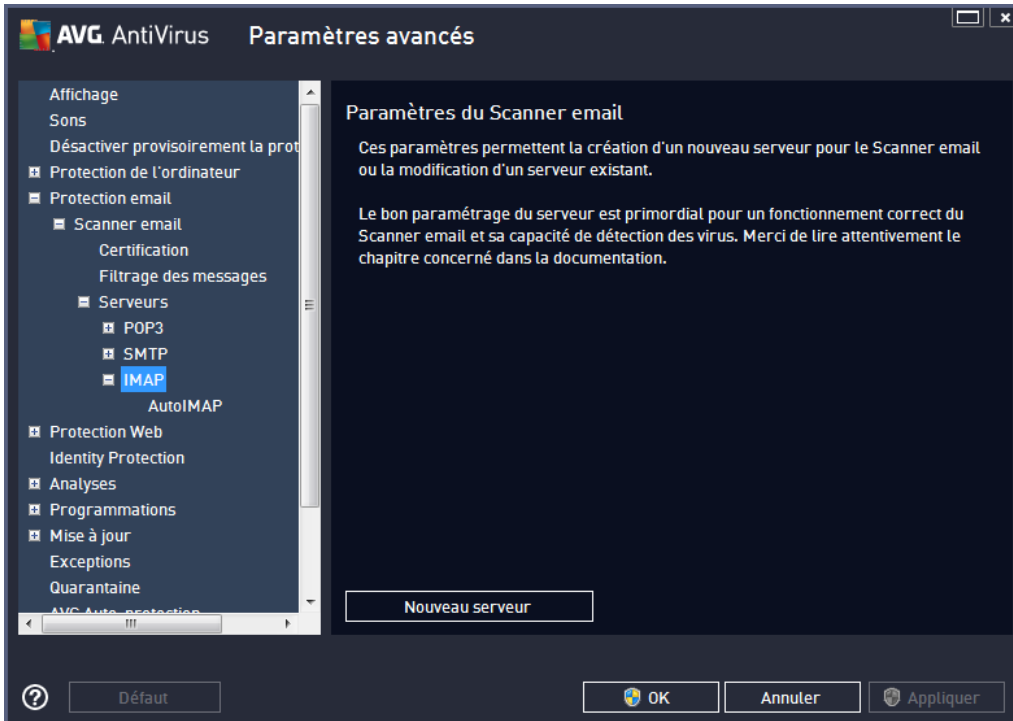 AVG. AntiVirus Paramètres avancés
Affichage
Sons
Désactiver provisoirement la prot
Protection de l'ordinateur
Protection email
Scanner email
Certification
Filtrage des messages
Serveurs
POP3
SMTP
IMAP
AutoIMAP
Protection Web
Identity Protection
Analyses
Programmations
Mise à jour
Exceptions
Quarantaine
AVG Auto-protection
Paramètres du Scanner email
Ces paramètres permettent la création d'un nouveau serveur pour le Scanner email
ou la modification d'un serveur existant.
Le bon paramétrage du serveur est primordial pour un fonctionnement correct du
Scanner email et sa capacité de détection des virus. Merci de lire attentivement le
chapitre concerné dans la documentation.
Nouveau serveur
Défaut
OK
Annuler
Appliquer